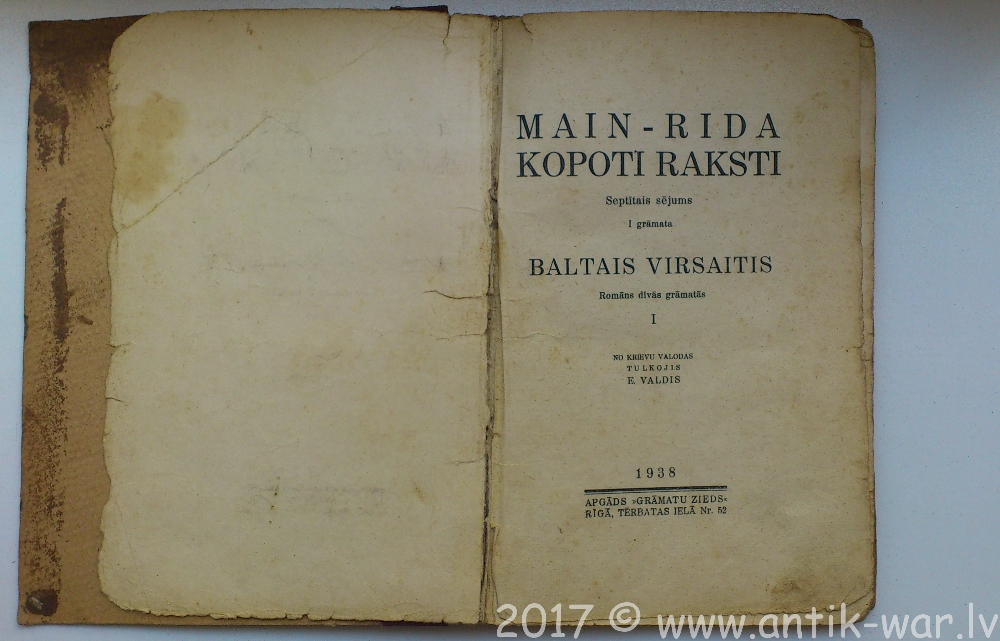 MAIN-RIDA
KOPOTI RAKSTI
Septītais sējums
I grāmata
BALTAIS VIRSAITIS
Romāns divās grāmatās
I
NO KRIEVU VALODAS
TULKOJIS
E. VALDIS
1938
APGĀDS »GRĀMATU ZIEDS«
RĪGĀ, TĒRBATAS IELĀ Nr. 52
2017 © www.antik-war.lv